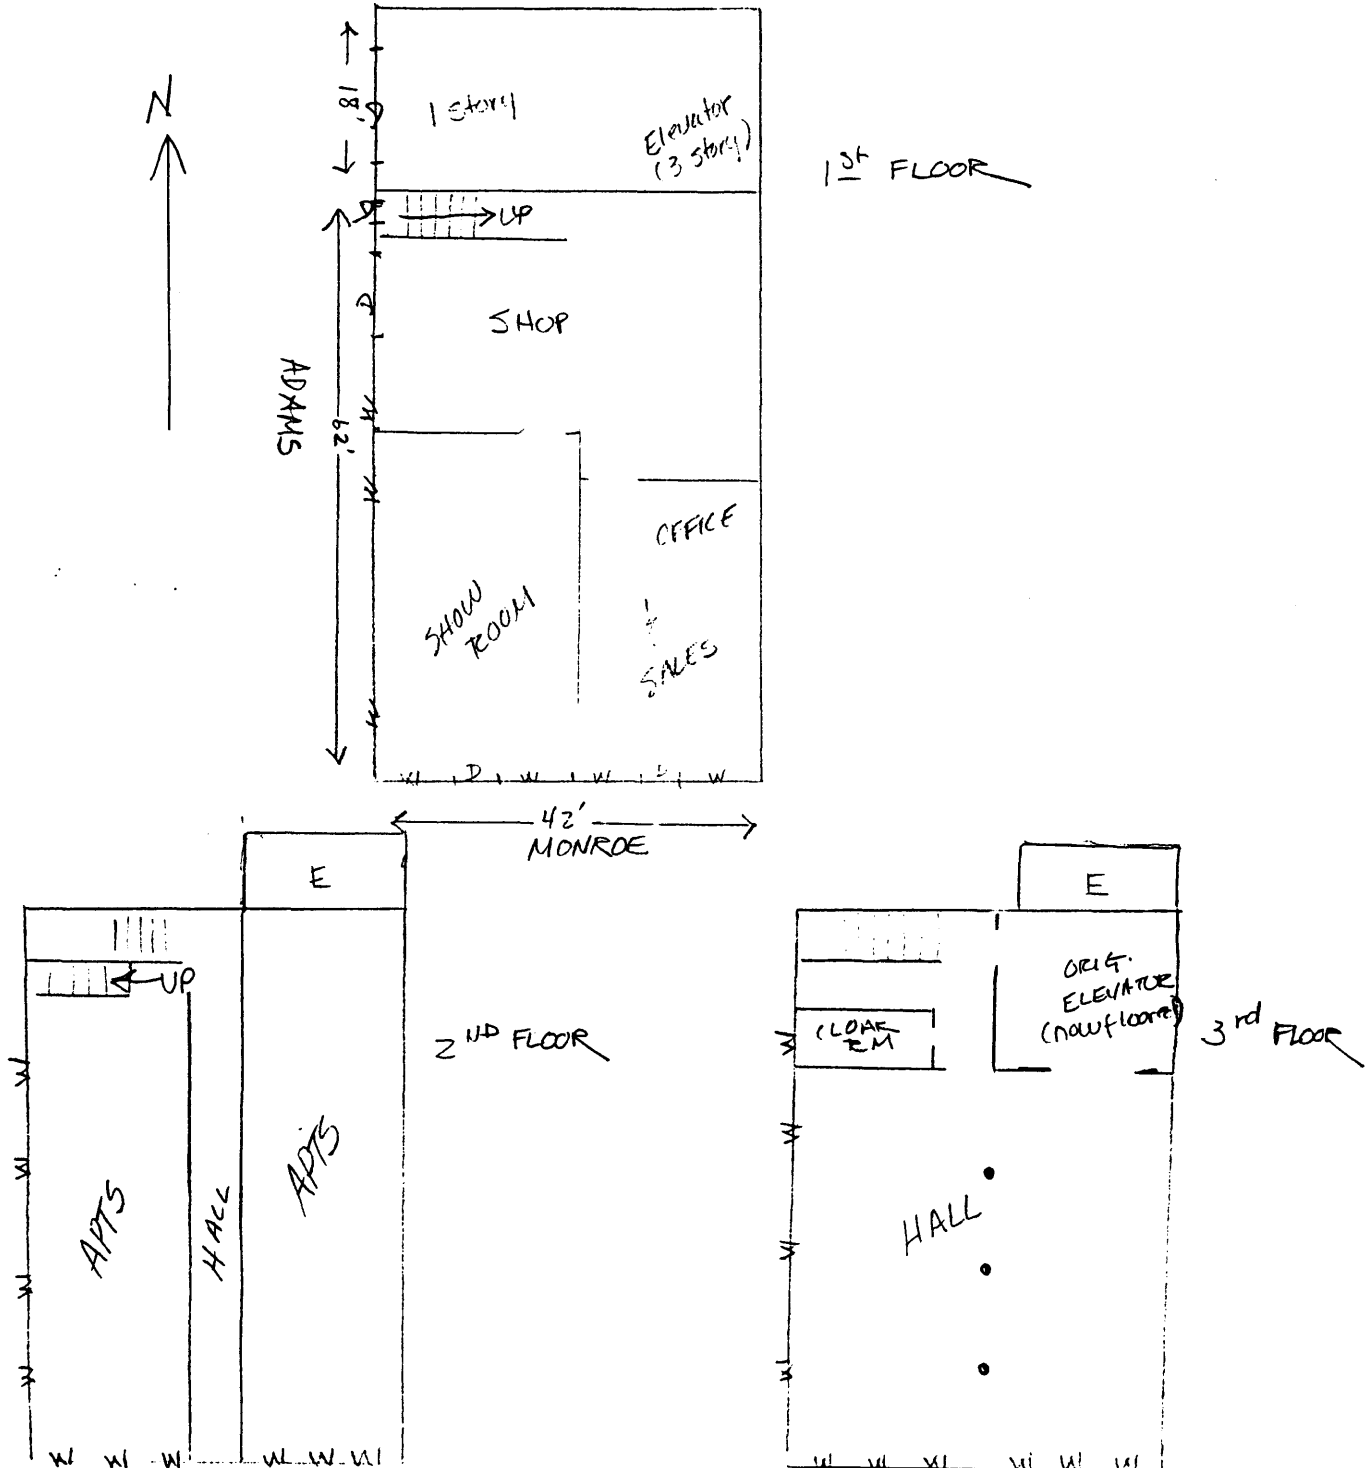 N
18'
D
1 Story
Elevator
(3 story)
1st FLOOR
D
UP
D
SHOP
ADAMS
62'
W
W
W
OFFICE
&
SALES
SHOW
ROOM
W D W W D W
42'
MONROE
E
UP
2ND FLOOR
W
W
W
W
APTS
HALL
APTS
W W W W W W
E
ORIG.
ELEVATOR
(now floored)
CLOAK
RM
3rd FLOOR
W
W
W
W
HALL
W W W W W W